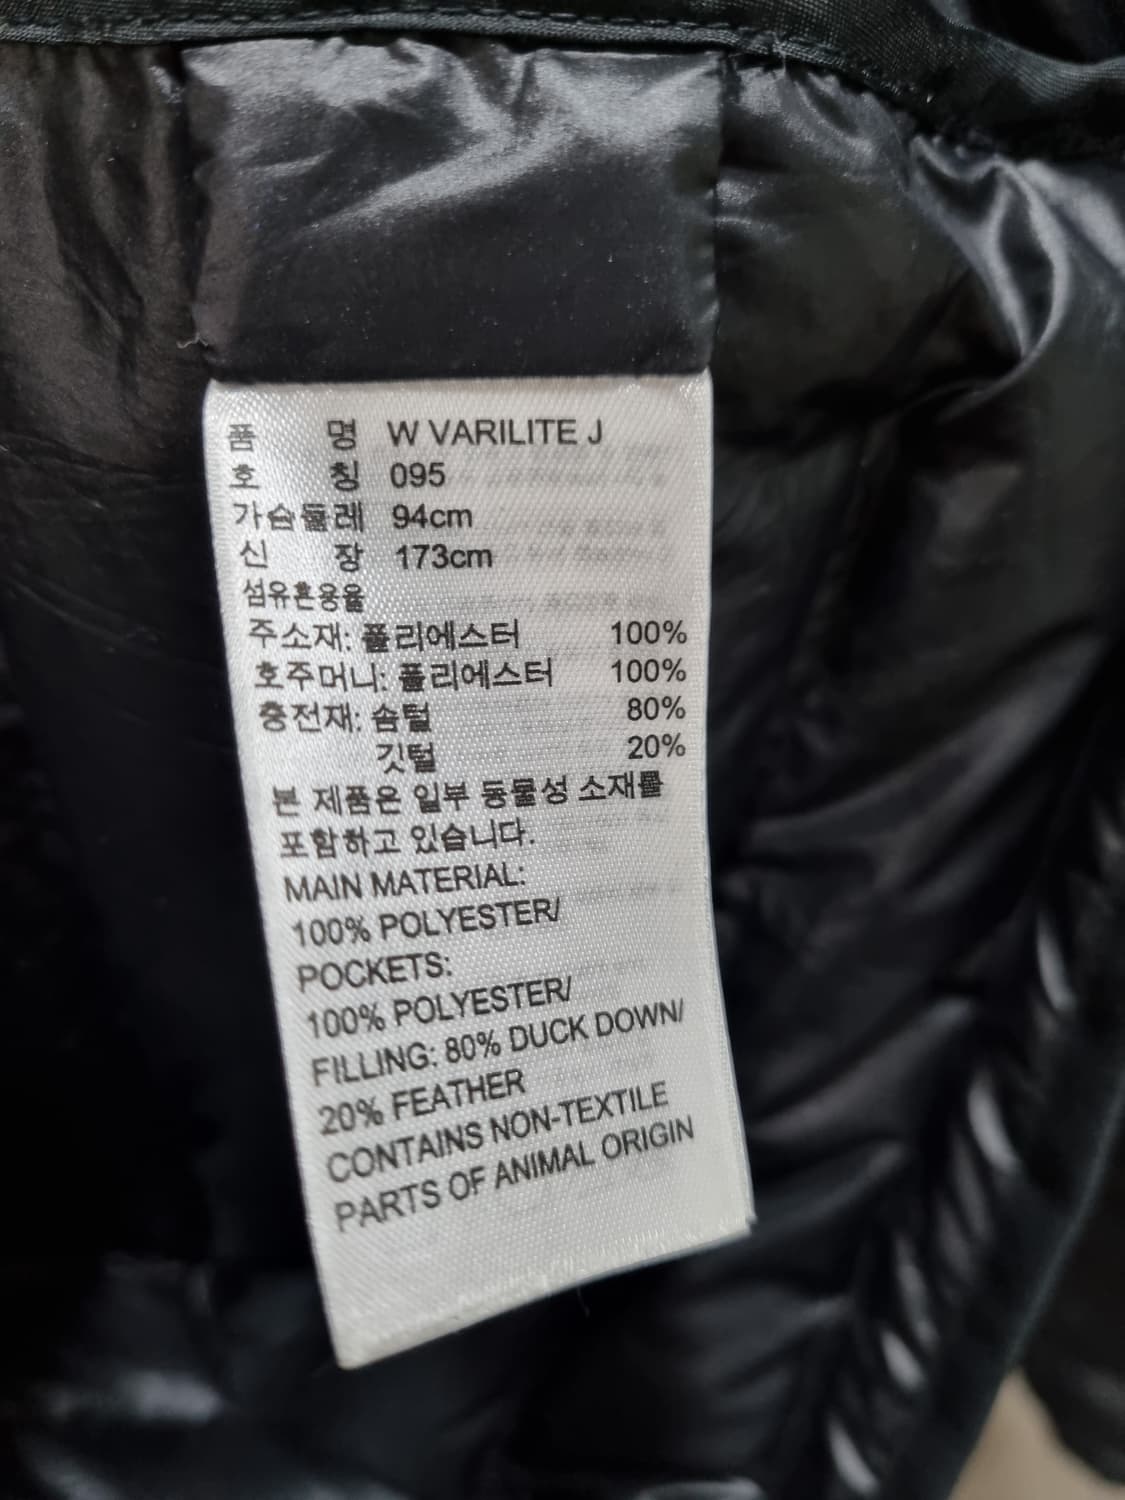 품 명 W VARILITE J
호 칭 095
가슴둘레 94cm
신 장 173cm
섬유혼용율
주소재: 폴리에스터 100%
호주머니: 폴리에스터 100%
충전재: 솜털 80%
깃털 20%
본 제품은 일부 동물성 소재를
포함하고 있습니다.
MAIN MATERIAL:
100% POLYESTER/
POCKETS:
100% POLYESTER/
FILLING: 80% DUCK DOWN/
20% FEATHER
CONTAINS NON-TEXTILE
PARTS OF ANIMAL ORIGIN